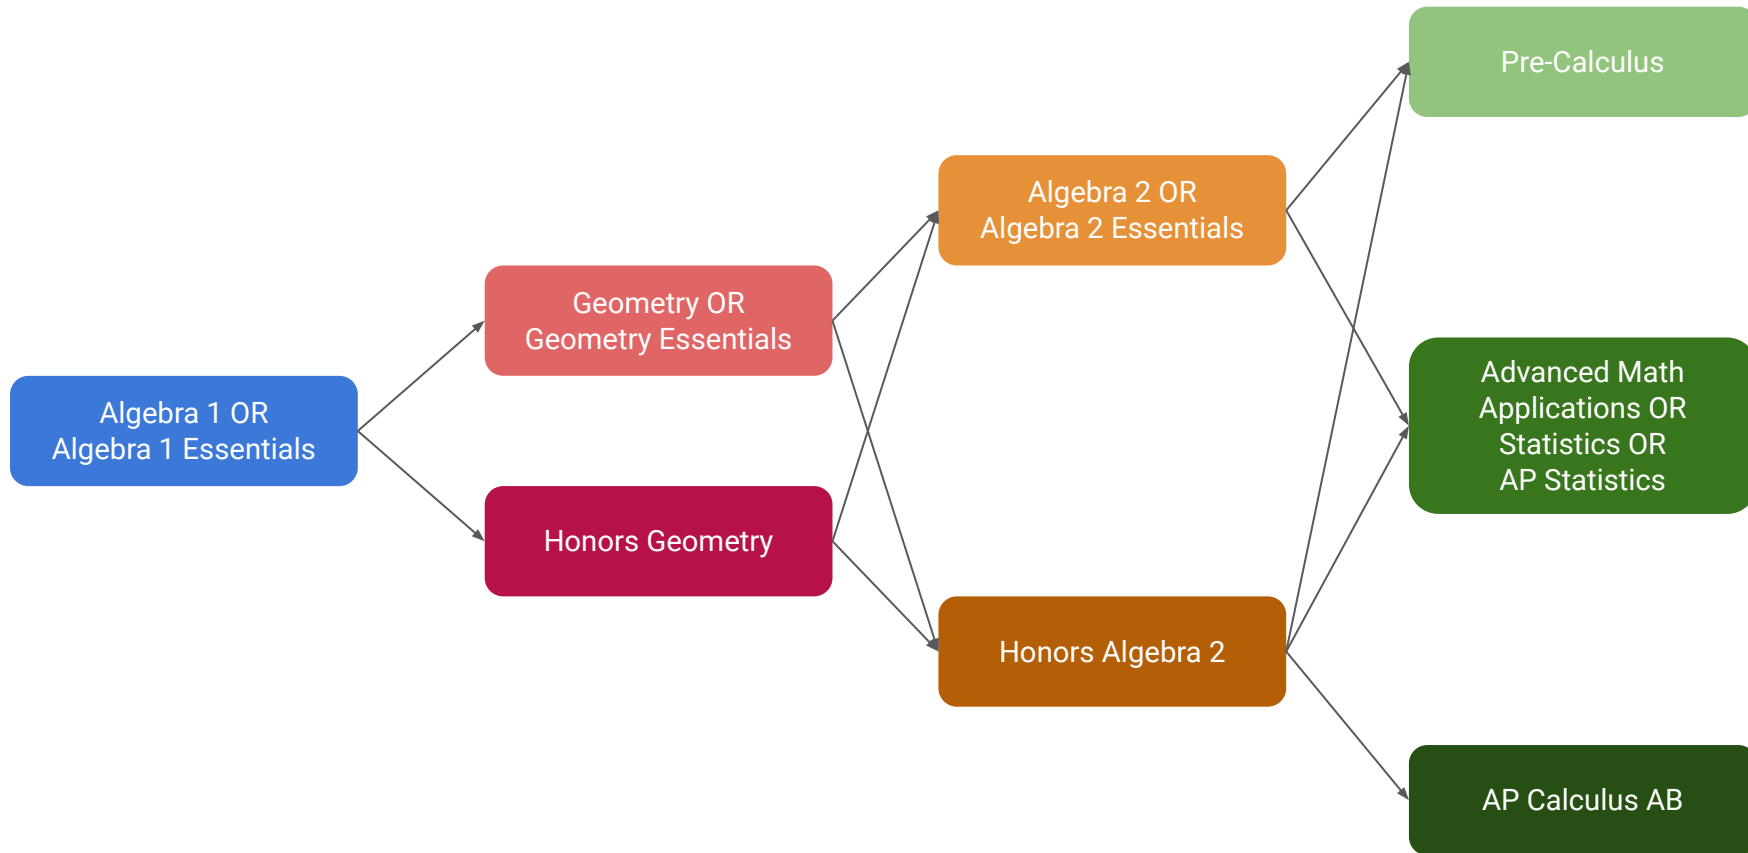 Algebra 1 OR
Algebra 1 Essentials
Geometry OR
Geometry Essentials
Honors Geometry
Algebra 2 OR
Algebra 2 Essentials
Honors Algebra 2
Pre-Calculus
Advanced Math
Applications OR
Statistics OR
AP Statistics
AP Calculus AB